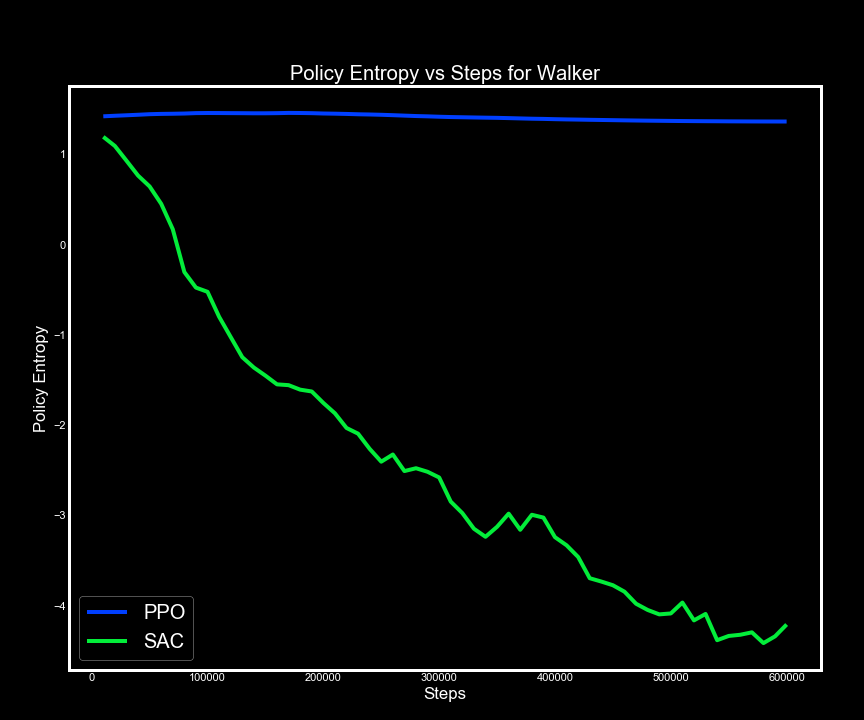 Policy Entropy vs Steps for Walker
Policy Entropy
1
0
−1
−2
−3
−4
PPO
SAC
0 100000 200000 300000 400000 500000 600000
Steps